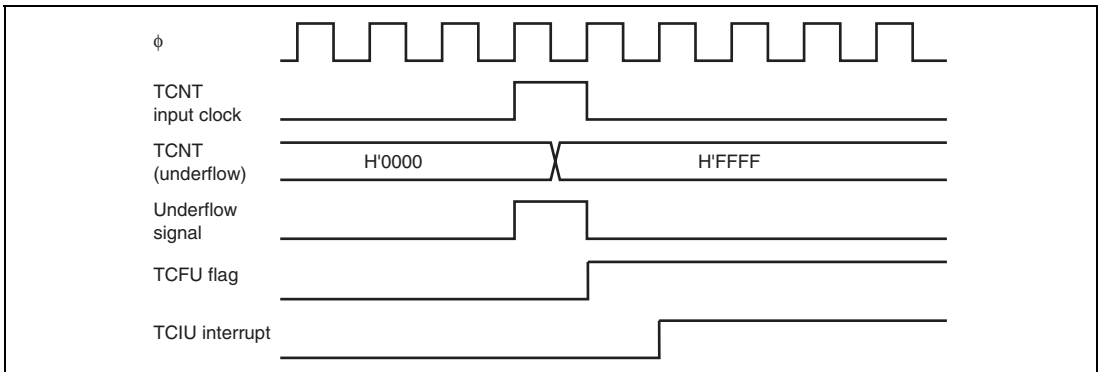 φ
TCNT
input clock
TCNT
(underflow)
H'0000
H'FFFF
Underflow
signal
TCFU flag
TCIU interrupt